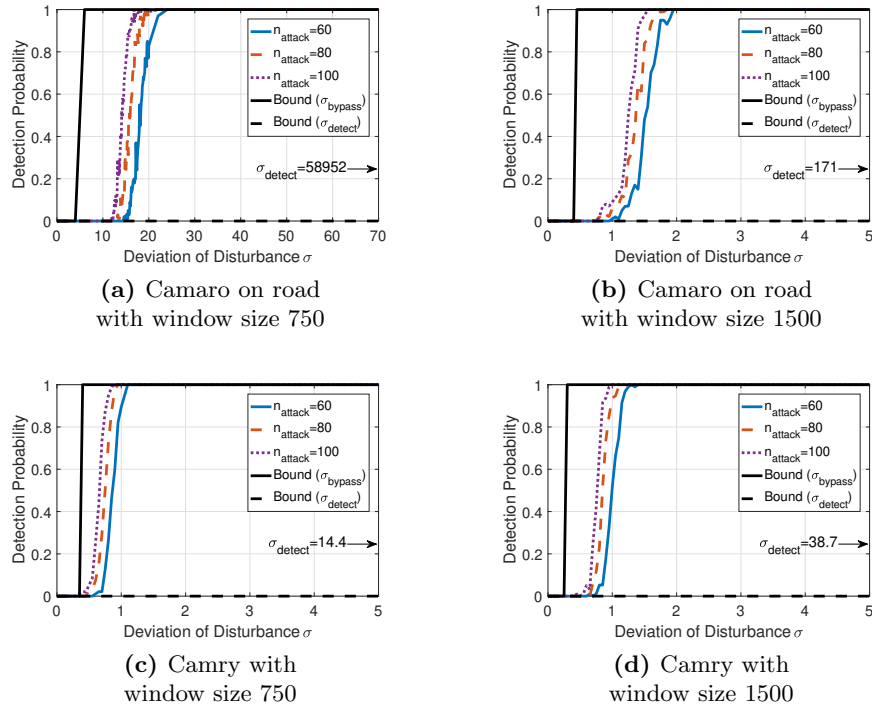 1
0.8
0.6
0.4
0.2
0
Detection Probability
n_attack=60
n_attack=80
n_attack=100
Bound (σ_bypass)
Bound (σ_detect)
σ_detect=58952
0 10 20 30 40 50 60 70
Deviation of Disturbance σ
(a) Camaro on road
with window size 750
1
0.8
0.6
0.4
0.2
0
Detection Probability
n_attack=60
n_attack=80
n_attack=100
Bound (σ_bypass)
Bound (σ_detect)
σ_detect=171
0 1 2 3 4 5
Deviation of Disturbance σ
(b) Camaro on road
with window size 1500
1
0.8
0.6
0.4
0.2
0
Detection Probability
n_attack=60
n_attack=80
n_attack=100
Bound (σ_bypass)
Bound (σ_detect)
σ_detect=14.4
0 1 2 3 4 5
Deviation of Disturbance σ
(c) Camry with
window size 750
1
0.8
0.6
0.4
0.2
0
Detection Probability
n_attack=60
n_attack=80
n_attack=100
Bound (σ_bypass)
Bound (σ_detect)
σ_detect=38.7
0 1 2 3 4 5
Deviation of Disturbance σ
(d) Camry with
window size 1500